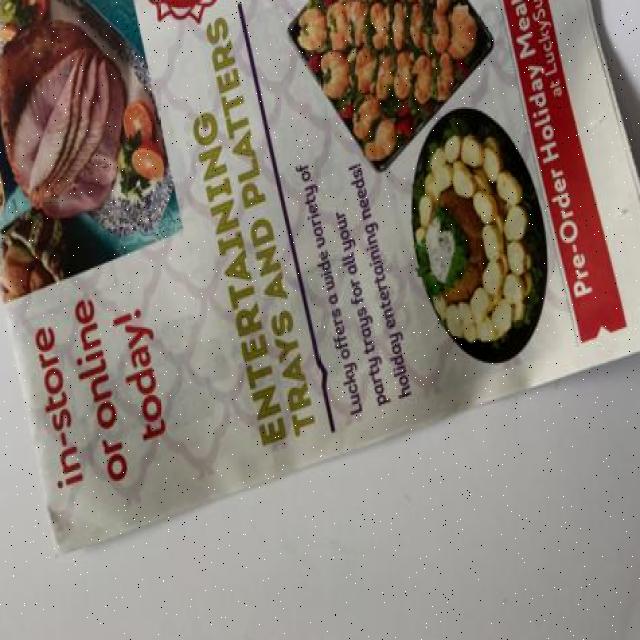 in-store
or online
today!
ENTERTAINING
TRAYS AND PLATTERS
Lucky offers a wide variety of
party trays for all your
holiday entertaining needs!
Pre-Order Holiday Meal
at LuckySu